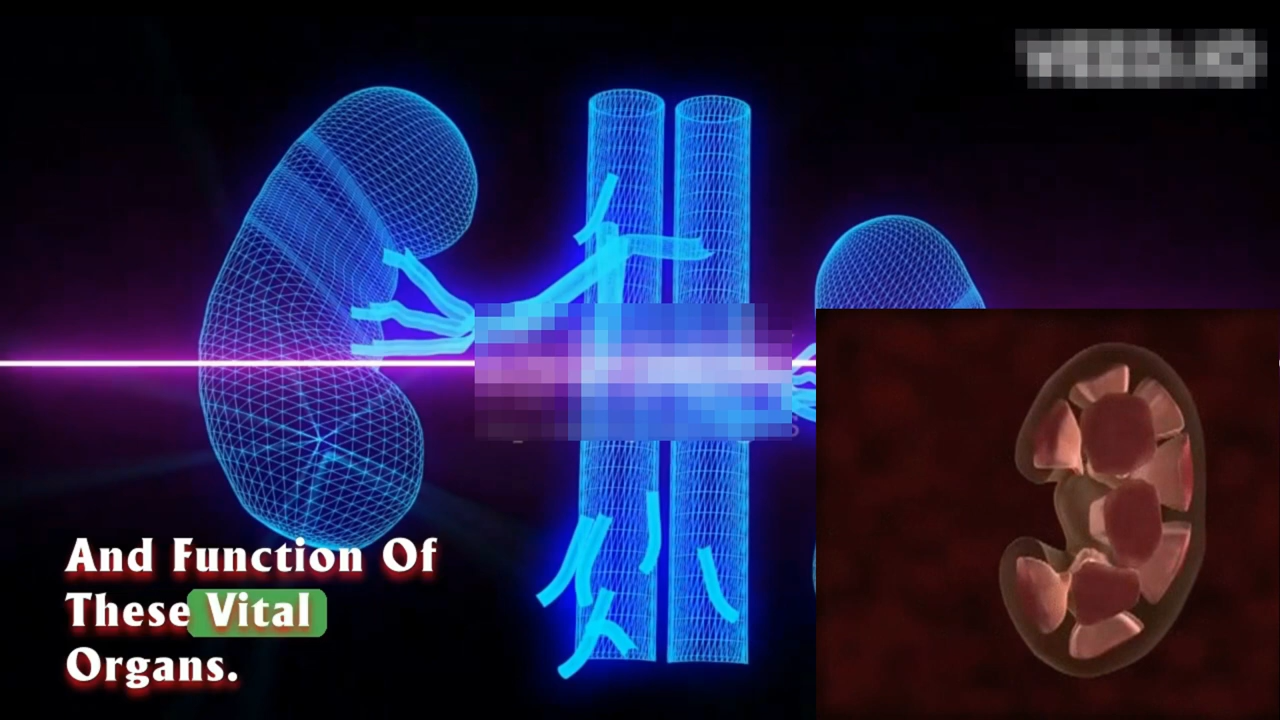 And Function Of
These Vital
Organs.